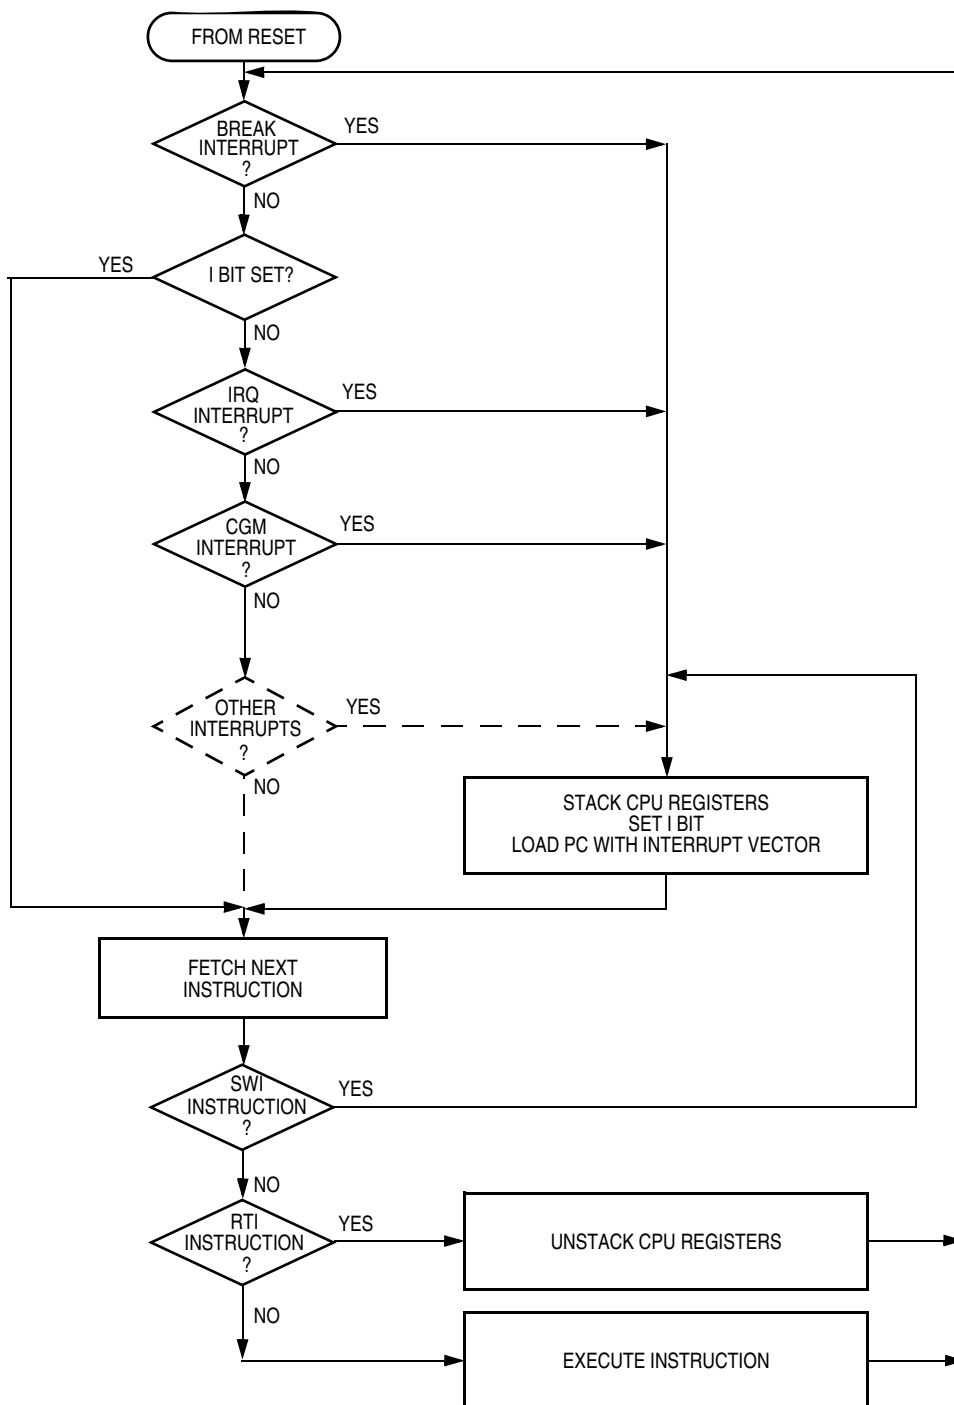 FROM RESET
BREAK
INTERRUPT
?
YES
NO
I BIT SET?
YES
NO
IRQ
INTERRUPT
?
YES
NO
CGM
INTERRUPT
?
YES
NO
OTHER
INTERRUPTS
?
YES
NO
STACK CPU REGISTERS
SET I BIT
LOAD PC WITH INTERRUPT VECTOR
FETCH NEXT
INSTRUCTION
SWI
INSTRUCTION
?
YES
NO
RTI
INSTRUCTION
?
YES
UNSTACK CPU REGISTERS
NO
EXECUTE INSTRUCTION